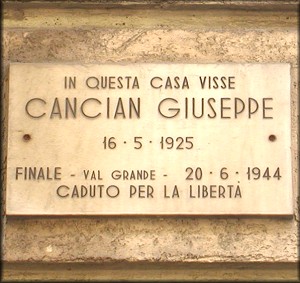 IN QUESTA CASA VISSE
CANCIAN GIUSEPPE
16 · 5 · 1925
FINALE - VAL GRANDE - 20 · 6 · 1944
CADUTO PER LA LIBERTÀ